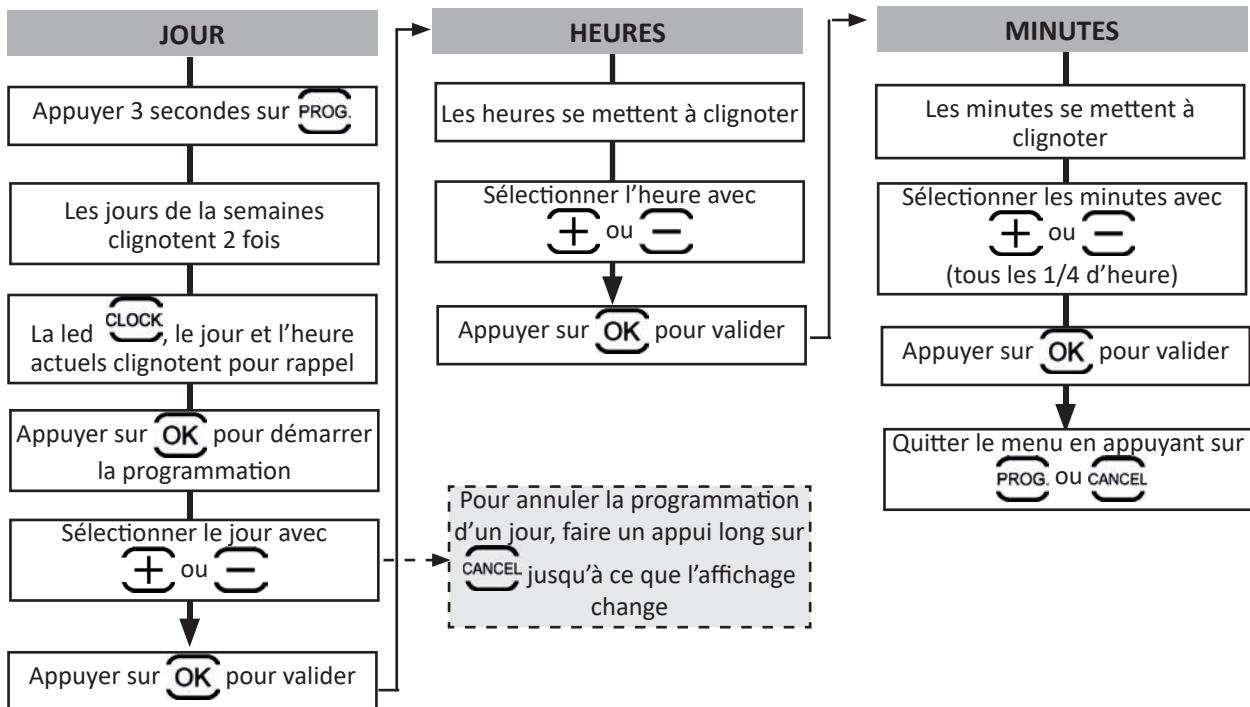 JOUR
Appuyer 3 secondes sur PROG.
Les jours de la semaines
clignotent 2 fois
La led CLOCK, le jour et l'heure
actuels clignotent pour rappel
Appuyer sur OK pour démarrer
la programmation
Sélectionner le jour avec
+ ou −
Appuyer sur OK pour valider
HEURES
Les heures se mettent à clignoter
Sélectionner l'heure avec
+ ou −
Appuyer sur OK pour valider
Pour annuler la programmation
d'un jour, faire un appui long sur
CANCEL jusqu'à ce que l'affichage
change
MINUTES
Les minutes se mettent à
clignoter
Sélectionner les minutes avec
+ ou −
(tous les 1/4 d'heure)
Appuyer sur OK pour valider
Quitter le menu en appuyant sur
PROG. ou CANCEL